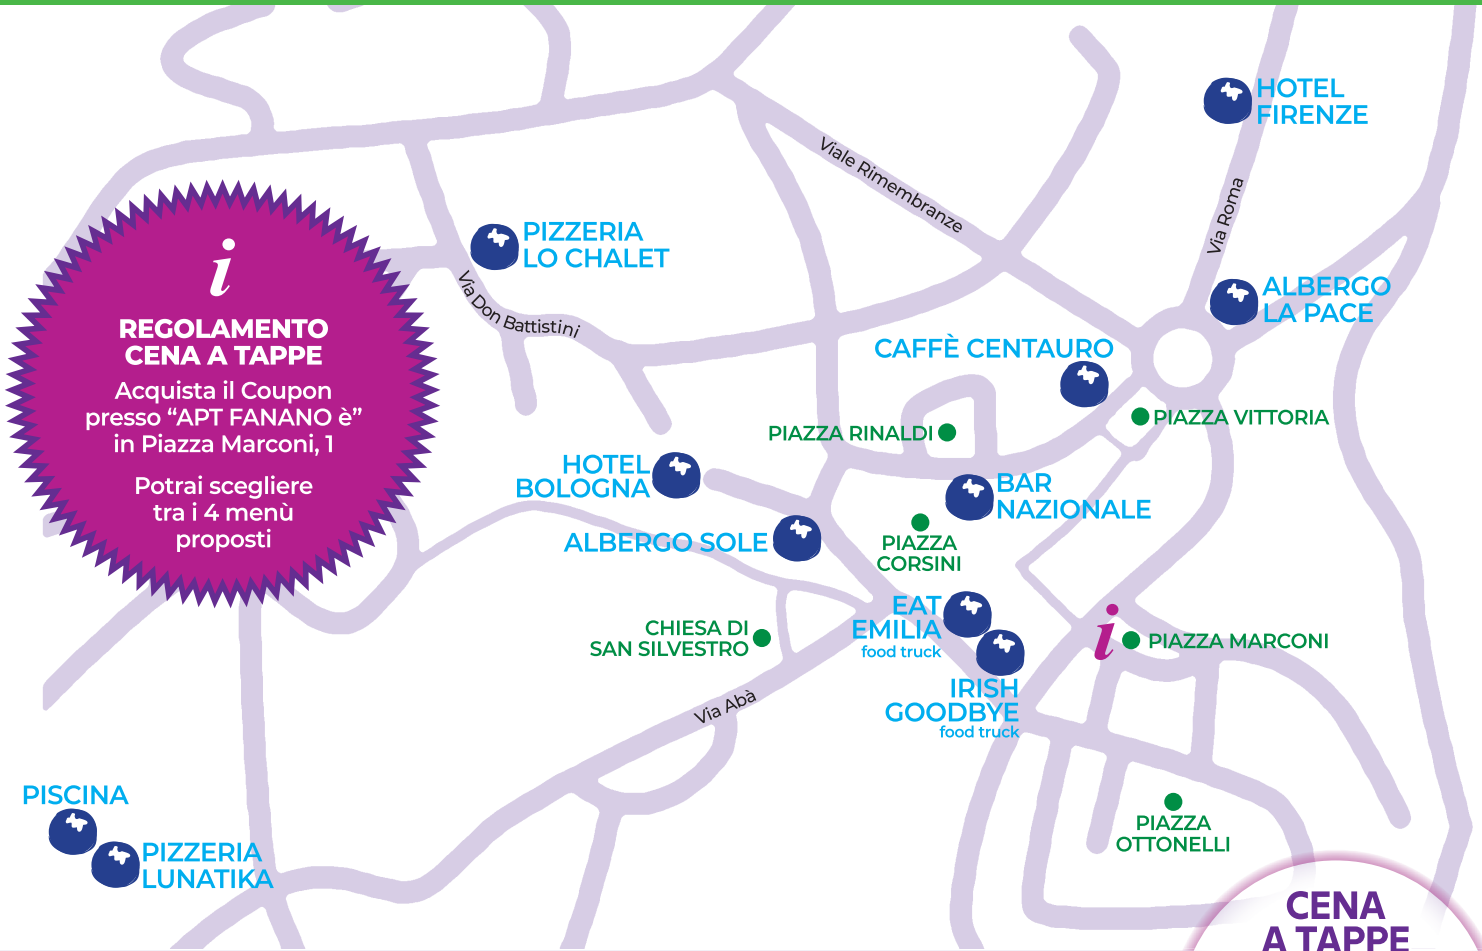 HOTEL
FIRENZE
Viale Rimembranze
Via Roma
PIZZERIA
LO CHALET
Via Don Battistini
ALBERGO
LA PACE
i
REGOLAMENTO
CENA A TAPPE
Acquista il Coupon
presso “APT FANANO è”
in Piazza Marconi, 1
Potrai scegliere
tra i 4 menù
proposti
CAFFÈ CENTAURO
PIAZZA VITTORIA
PIAZZA RINALDI
HOTEL
BOLOGNA
BAR
NAZIONALE
ALBERGO SOLE
PIAZZA
CORSINI
EAT
EMILIA
food truck
CHIESA DI
SAN SILVESTRO
i
PIAZZA MARCONI
IRISH
GOODBYE
food truck
Via Abà
PISCINA
PIZZERIA
LUNATIKA
PIAZZA
OTTONELLI
CENA
A TAPPE